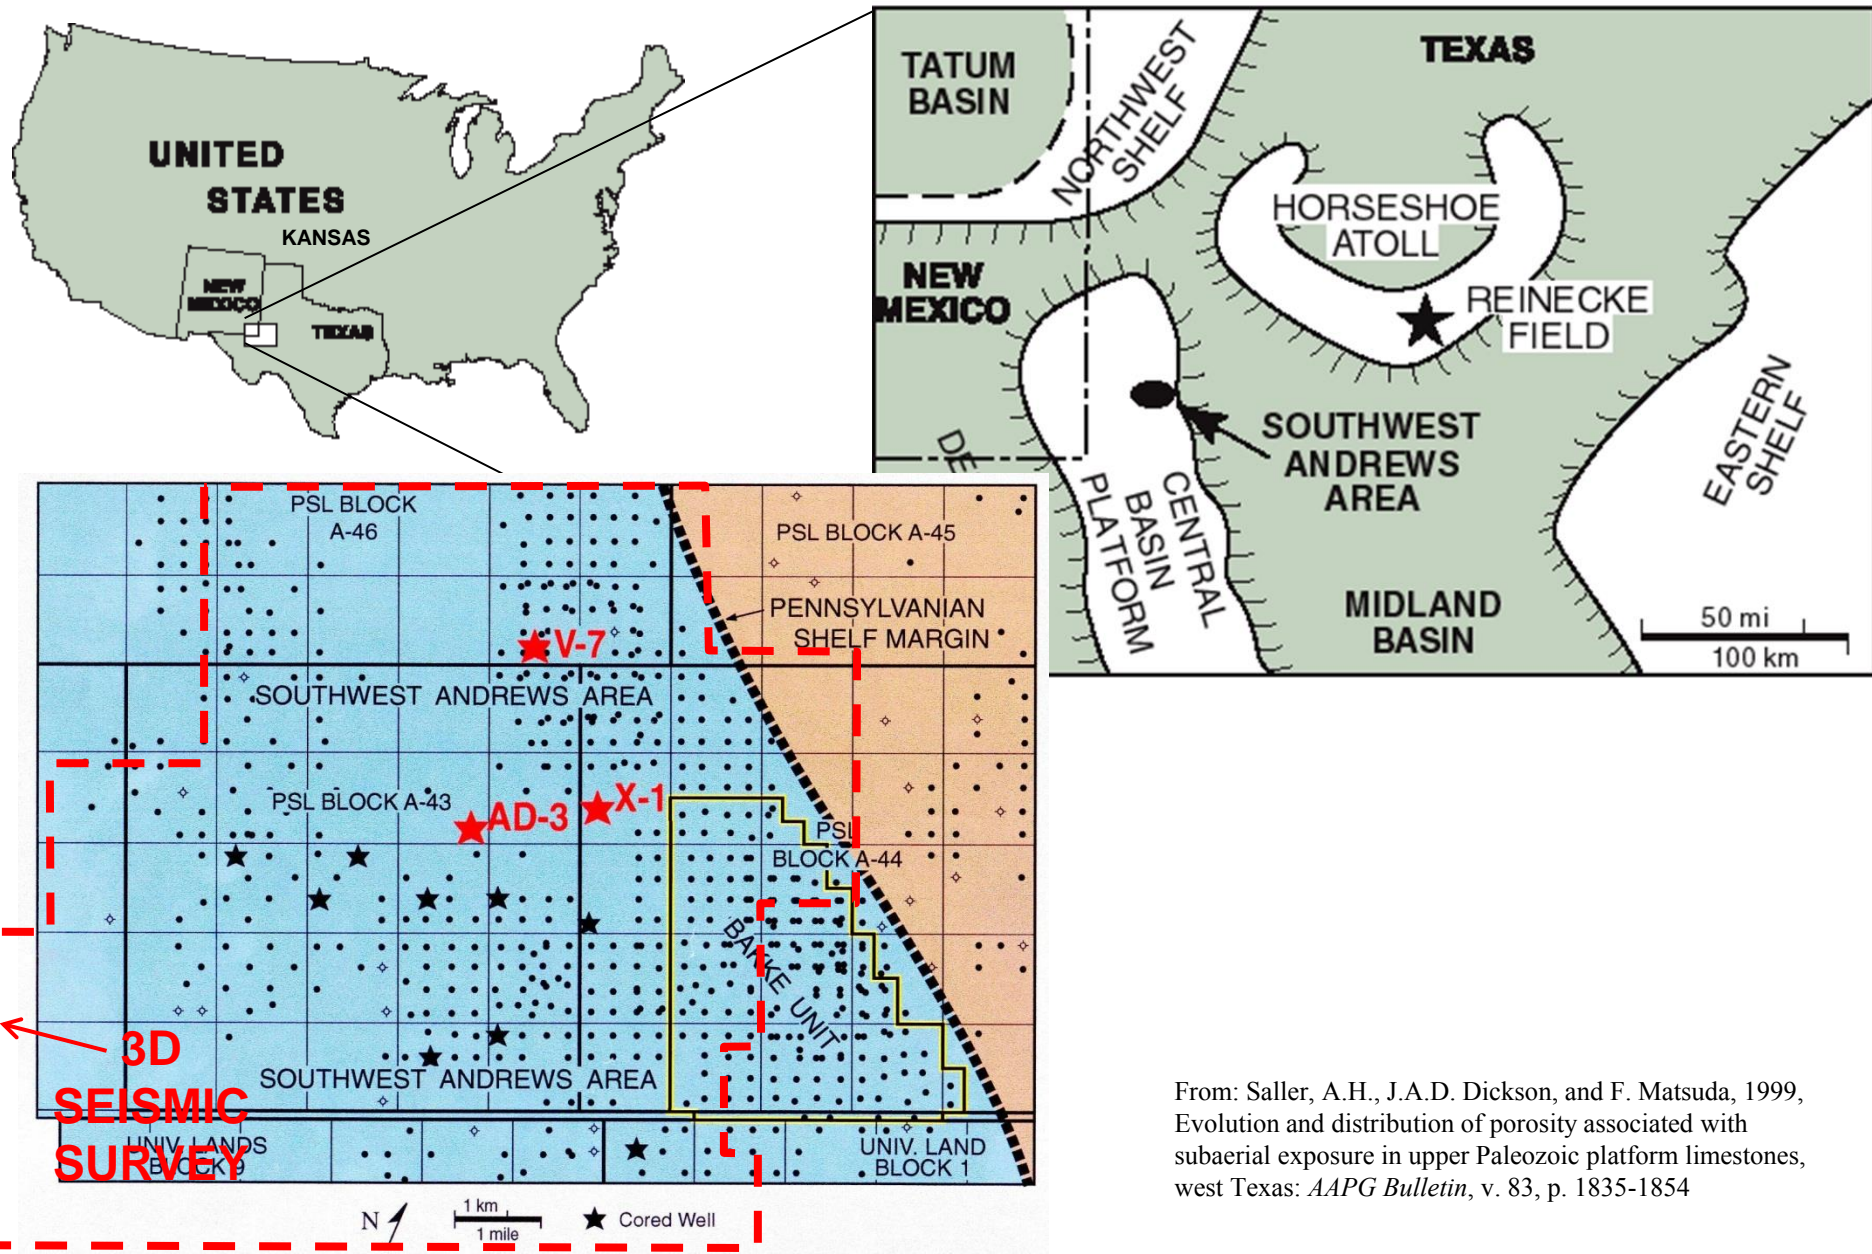 UNITED
STATES
KANSAS
NEW
MEXICO
TEXAS
TATUM
BASIN
NORTHWEST
SHELF
TEXAS
HORSESHOE
ATOLL
NEW
MEXICO
REINECKE
FIELD
SOUTHWEST
ANDREWS
AREA
DE
CENTRAL
BASIN
PLATFORM
EASTERN
SHELF
MIDLAND
BASIN
50 mi
100 km
PSL BLOCK
A-46
PSL BLOCK A-45
PENNSYLVANIAN
SHELF MARGIN
V-7
SOUTHWEST ANDREWS AREA
PSL BLOCK A-43
AD-3
X-1
PSL
BLOCK A-44
BAKKE UNIT
3D
SEISMIC
SURVEY
SOUTHWEST ANDREWS AREA
UNIV. LANDS
BLOCK 9
UNIV. LAND
BLOCK 1
N
1 km
1 mile
Cored Well
From: Saller, A.H., J.A.D. Dickson, and F. Matsuda, 1999,
Evolution and distribution of porosity associated with
subaerial exposure in upper Paleozoic platform limestones,
west Texas: AAPG Bulletin, v. 83, p. 1835-1854